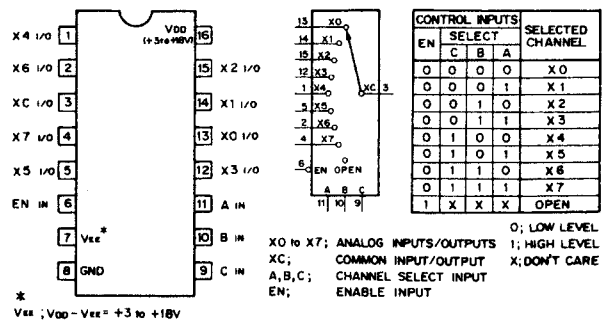 X4 I/O 1
X6 I/O 2
XC I/O 3
X7 I/O 4
X5 I/O 5
EN IN 6
7 VEE*
8 GND
VDD 16
(+3 to +18V)
15 X2 I/O
14 X1 I/O
13 X0 I/O
12 X3 I/O
11 A IN
10 B IN
9 C IN
*
VEE ; VDD - VEE = +3 to +18V
13 X0
14 X1
15 X2
12 X3
1 X4
5 X5
2 X6
4 X7
XC 3
6 EN OPEN
A B C
11 10 9
CONTROL INPUTS SELECTED CHANNEL
EN SELECT
C B A
0 0 0 0 X0
0 0 0 1 X1
0 0 1 0 X2
0 0 1 1 X3
0 1 0 0 X4
0 1 0 1 X5
0 1 1 0 X6
0 1 1 1 X7
1 X X X OPEN
0; LOW LEVEL
1; HIGH LEVEL
X; DON'T CARE
X0 to X7; ANALOG INPUTS/OUTPUTS
XC; COMMON INPUT/OUTPUT
A,B,C; CHANNEL SELECT INPUT
EN; ENABLE INPUT